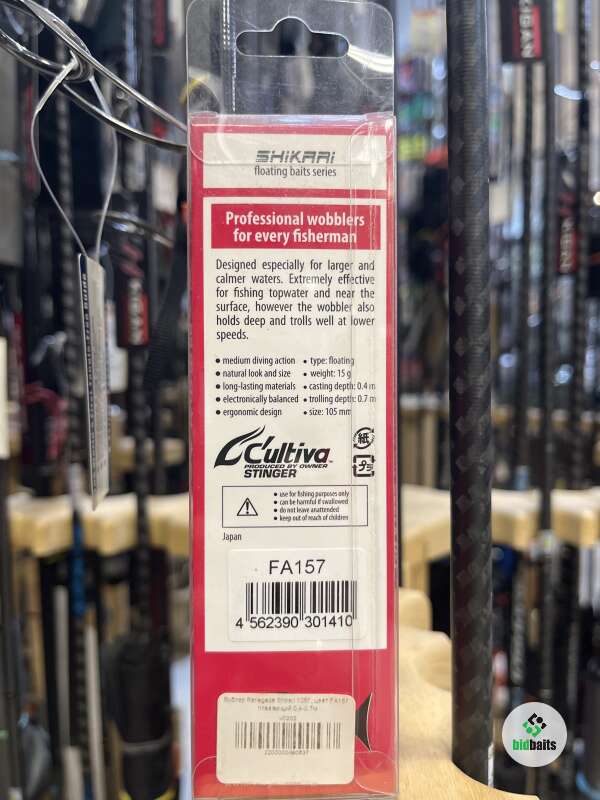 SHIKARI
floating baits series
Professional wobblers
for every fisherman
Designed especially for larger and
calmer waters. Extremely effective
for fishing topwater and near the
surface, however the wobbler also
holds deep and trolls well at lower
speeds.
• medium diving action • type: floating
• natural look and size • weight: 15 g
• long-lasting materials • casting depth: 0.4 m
• electronically balanced • trolling depth: 0.7 m
• ergonomic design • size: 105 mm
C'ultiva
PRODUCED BY OWNER
STINGER
紙
プラ
• use for fishing purposes only
• can be harmful if swallowed
• do not leave unattended
• keep out of reach of children
Japan
FA157
4 562390 301410
KISAN
bidbaits